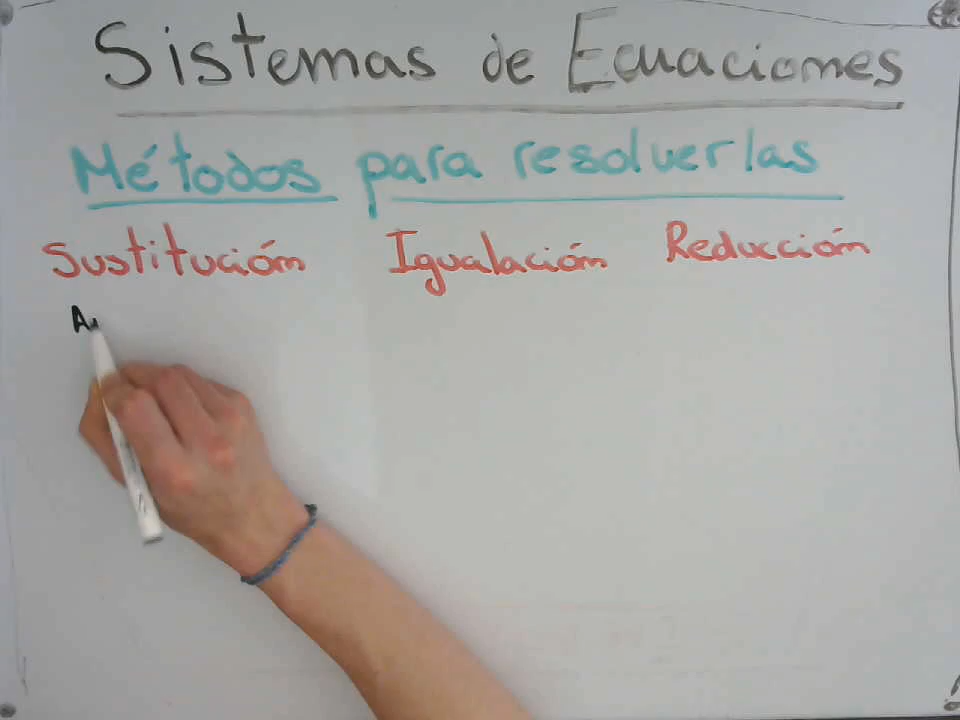 Sistemas de Ecuaciones
Métodos para resolverlas
Sustitución Igualación Reducción